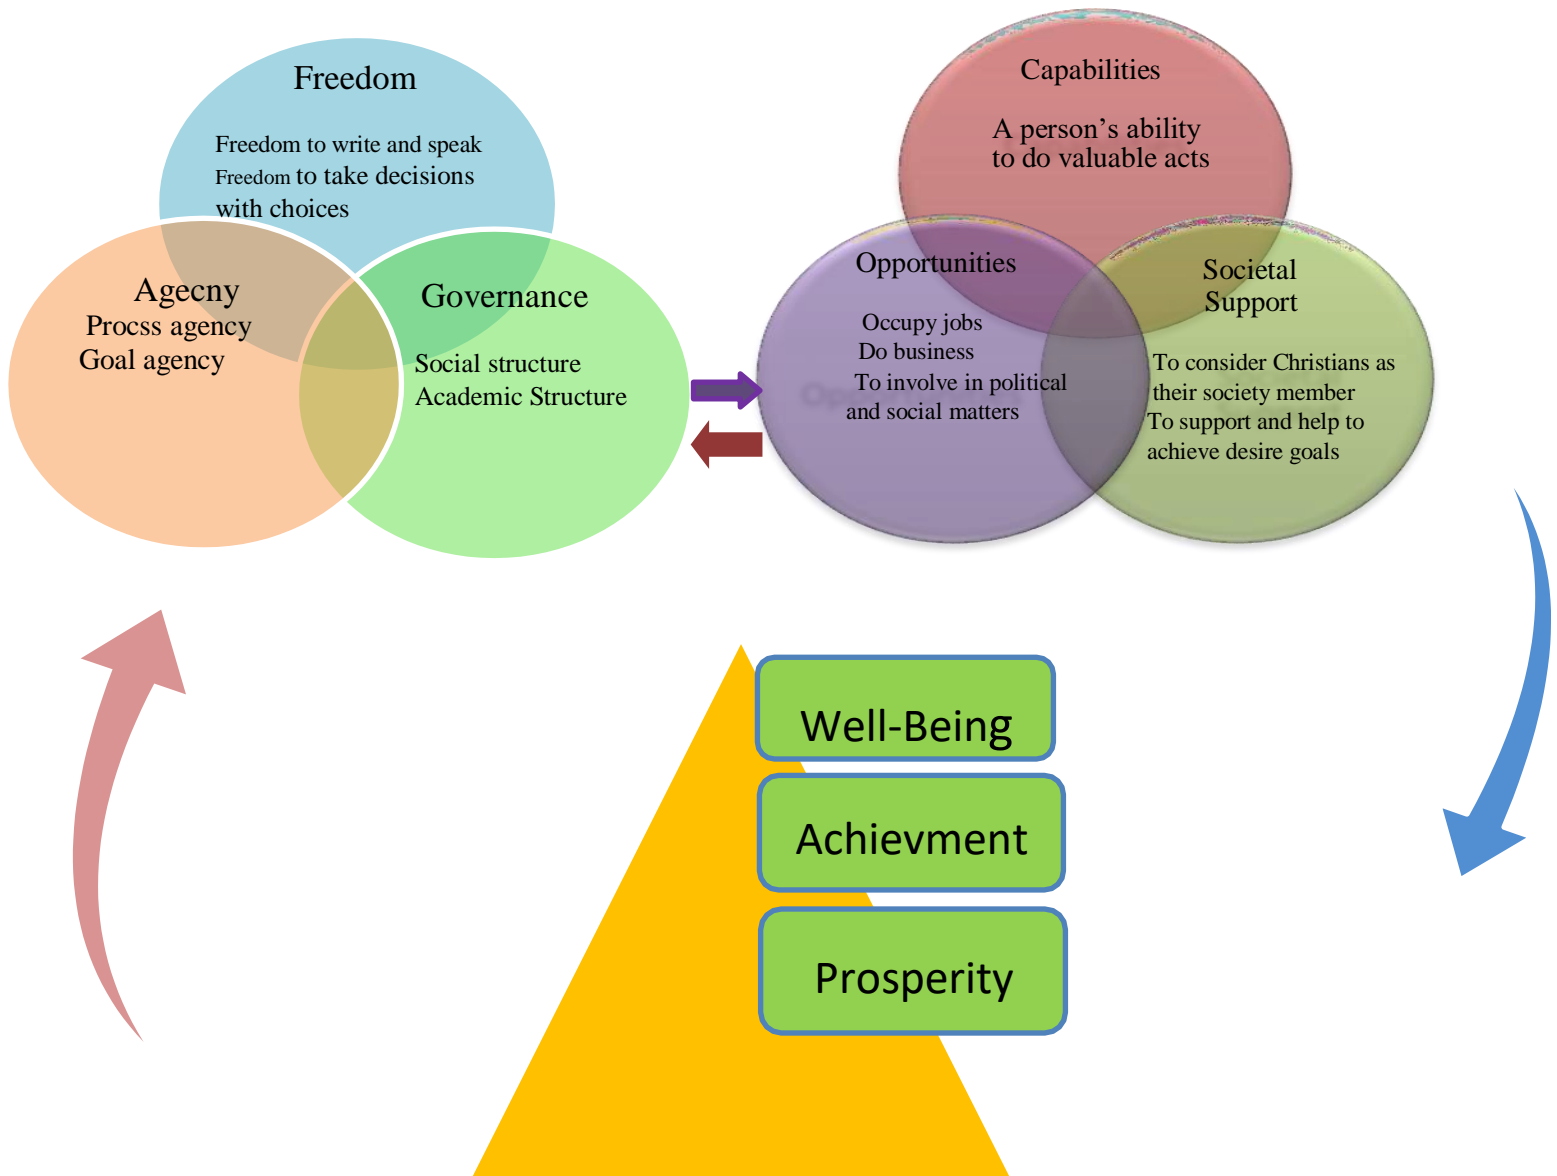 Freedom
Freedom to write and speak
Freedom to take decisions
with choices
Agecny
Procss agency
Goal agency
Governance
Social structure
Academic Structure
Capabilities
A person's ability
to do valuable acts
Opportunities
Occupy jobs
Do business
To involve in political
and social matters
Societal
Support
To consider Christians as
their society member
To support and help to
achieve desire goals
Well-Being
Achievment
Prosperity